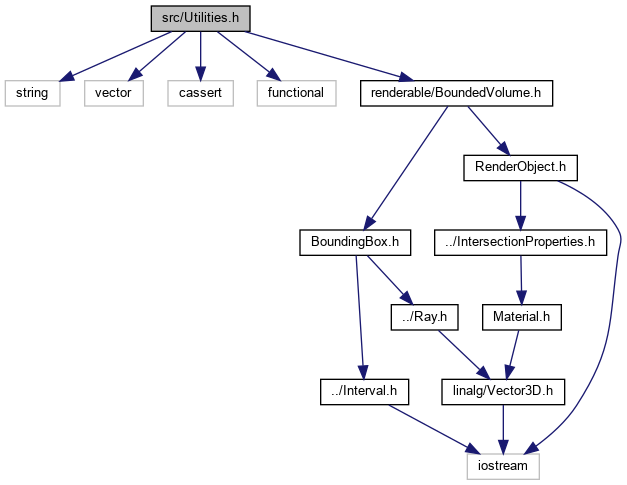 src/Utilities.h
string
vector
cassert
functional
renderable/BoundedVolume.h
RenderObject.h
BoundingBox.h
../IntersectionProperties.h
../Ray.h
Material.h
../Interval.h
linalg/Vector3D.h
iostream